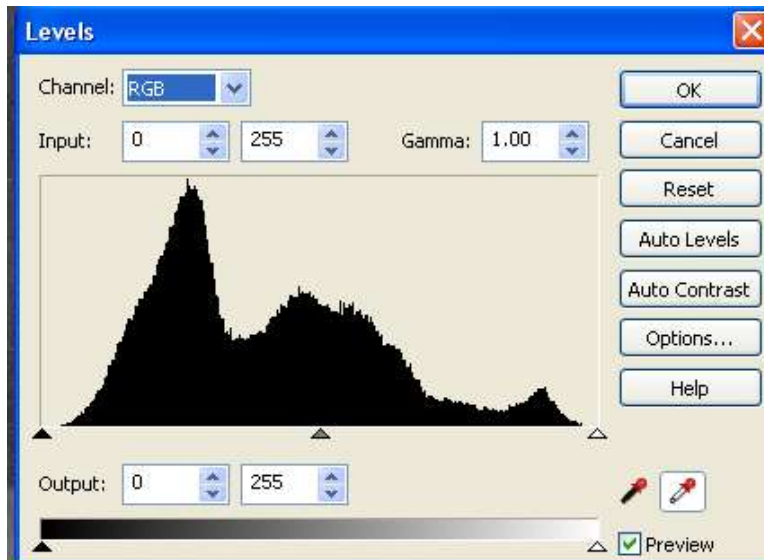 Levels
Channel: RGB
OK
Input: 0 255 Gamma: 1.00
Cancel
Reset
Auto Levels
Auto Contrast
Options...
Help
Output: 0 255
Preview